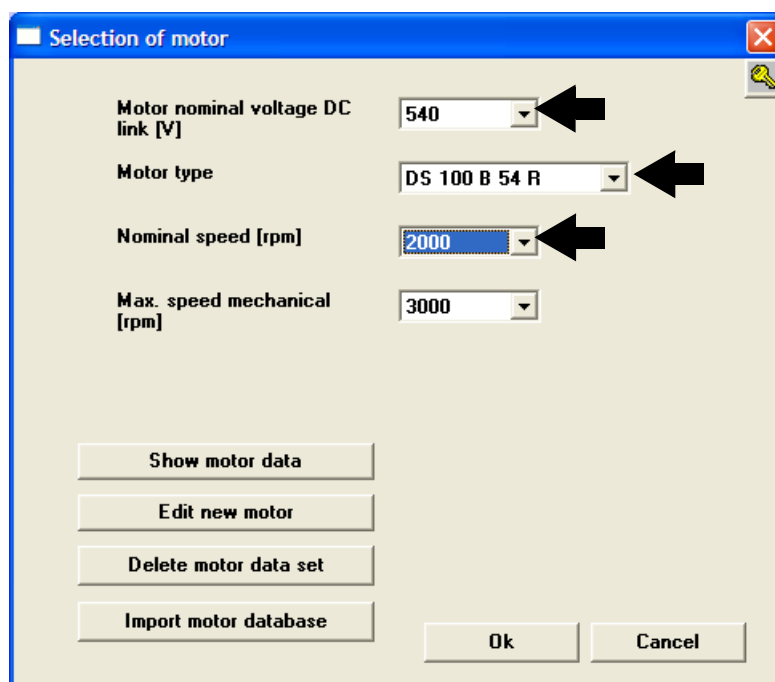 Selection of motor
Motor nominal voltage DC
link [V]
540
Motor type
DS 100 B 54 R
Nominal speed [rpm]
2000
Max. speed mechanical
[rpm]
3000
Show motor data
Edit new motor
Delete motor data set
Import motor database
Ok
Cancel